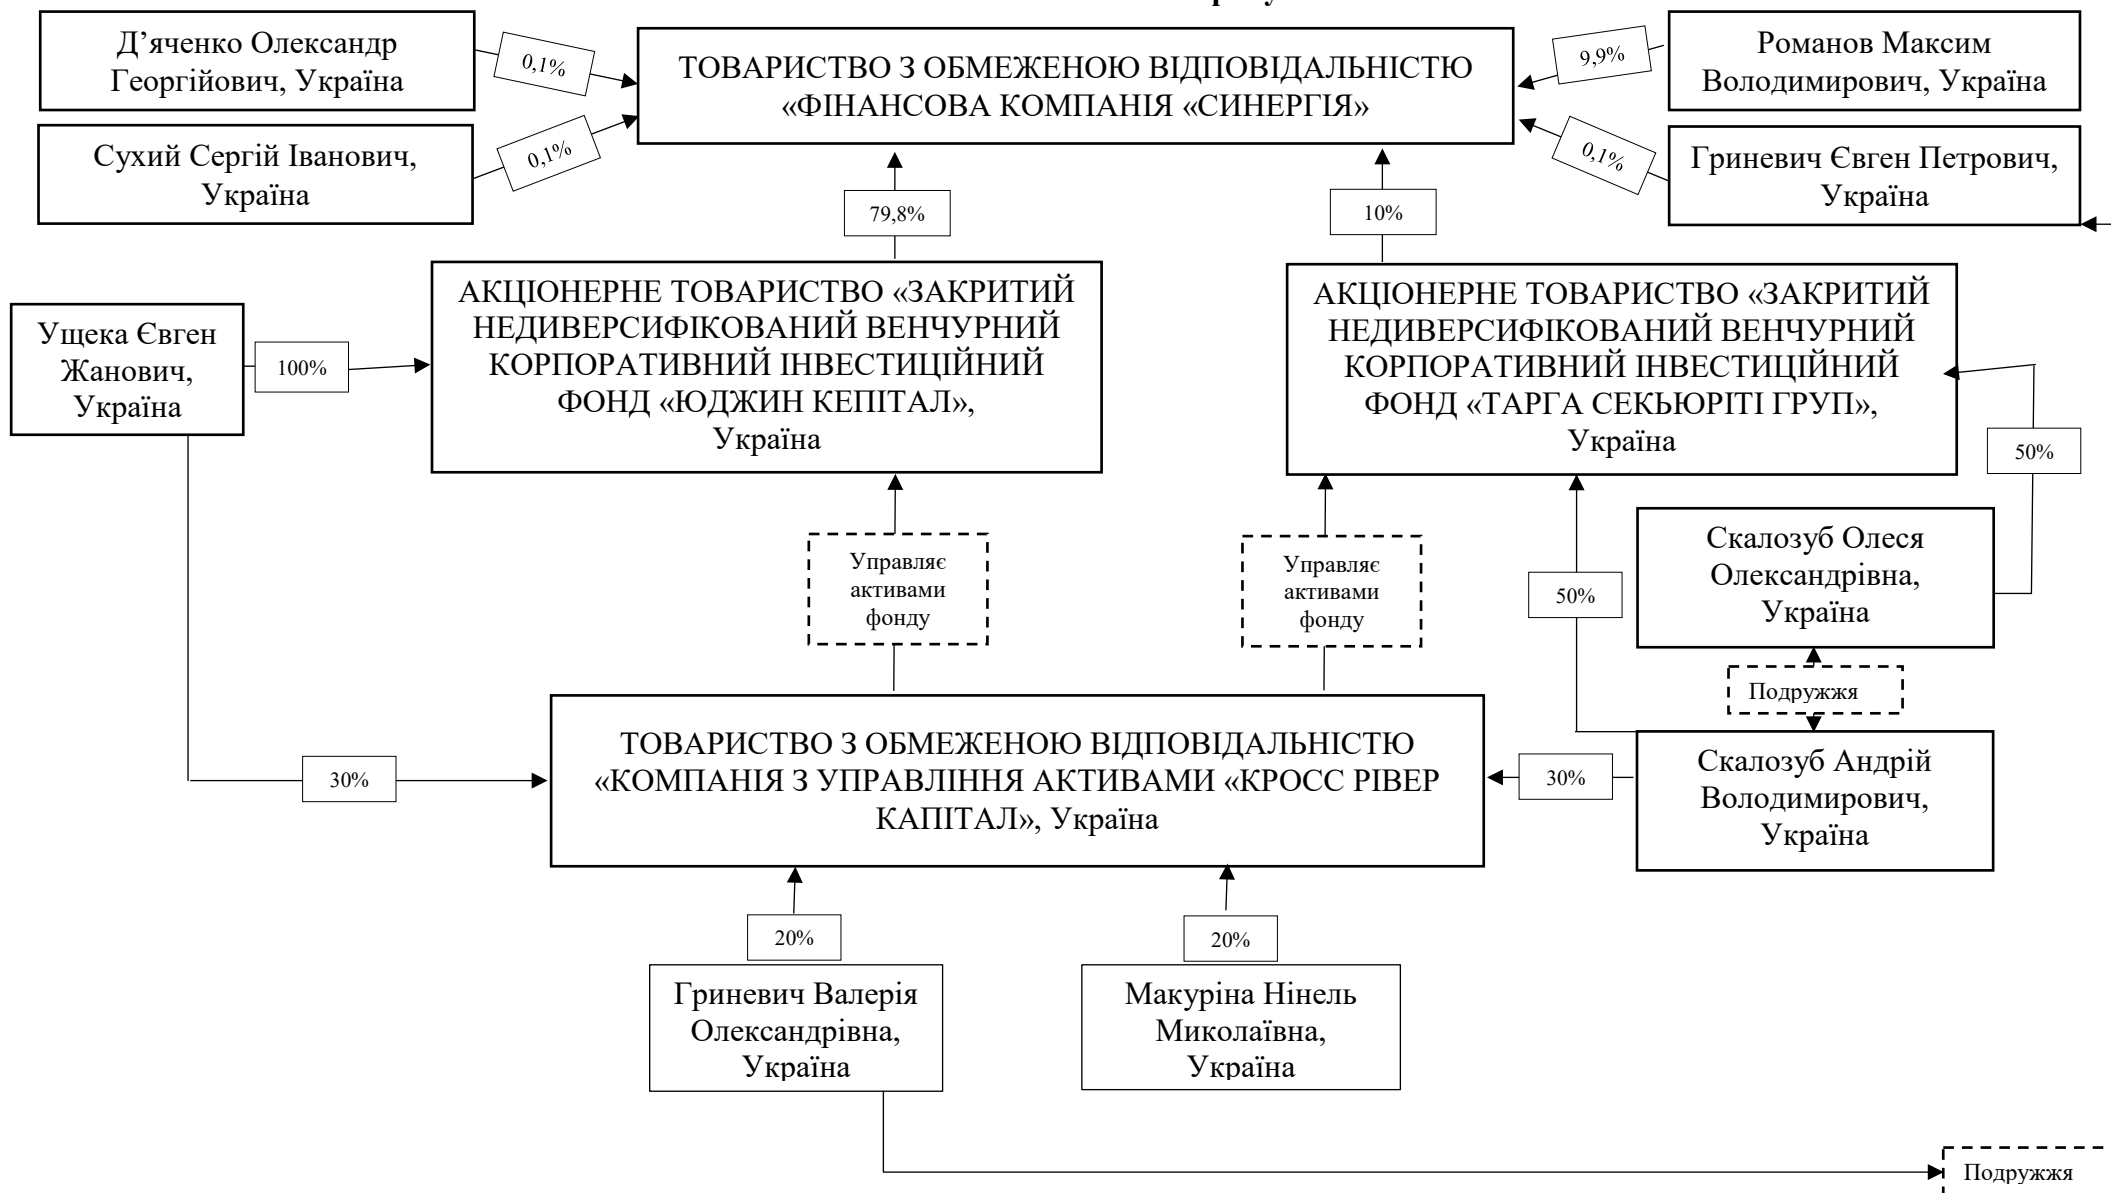 Д’яченко Олександр
Георгійович, Україна
0,1%
ТОВАРИСТВО З ОБМЕЖЕНОЮ ВІДПОВІДАЛЬНІСТЮ
«ФІНАНСОВА КОМПАНІЯ «СИНЕРГІЯ»
9,9%
Романов Максим
Володимирович, Україна
Сухий Сергій Іванович,
Україна
0,1%
0,1%
Гриневич Євген Петрович,
Україна
79,8%
10%
Ущека Євген
Жанович,
Україна
100%
АКЦІОНЕРНЕ ТОВАРИСТВО «ЗАКРИТИЙ
НЕДИВЕРСИФІКОВАНИЙ ВЕНЧУРНИЙ
КОРПОРАТИВНИЙ ІНВЕСТИЦІЙНИЙ
ФОНД «ЮДЖИН КЕПІТАЛ»,
Україна
АКЦІОНЕРНЕ ТОВАРИСТВО «ЗАКРИТИЙ
НЕДИВЕРСИФІКОВАНИЙ ВЕНЧУРНИЙ
КОРПОРАТИВНИЙ ІНВЕСТИЦІЙНИЙ
ФОНД «ТАРГА СЕКЬЮРІТІ ГРУП»,
Україна
50%
Управляє
активами
фонду
Управляє
активами
фонду
50%
Скалозуб Олеся
Олександрівна,
Україна
Подружжя
30%
ТОВАРИСТВО З ОБМЕЖЕНОЮ ВІДПОВІДАЛЬНІСТЮ
«КОМПАНІЯ З УПРАВЛІННЯ АКТИВАМИ «КРОСС РІВЕР
КАПІТАЛ», Україна
30%
Скалозуб Андрій
Володимирович,
Україна
20%
20%
Гриневич Валерія
Олександрівна,
Україна
Макуріна Нінель
Миколаївна,
Україна
Подружжя